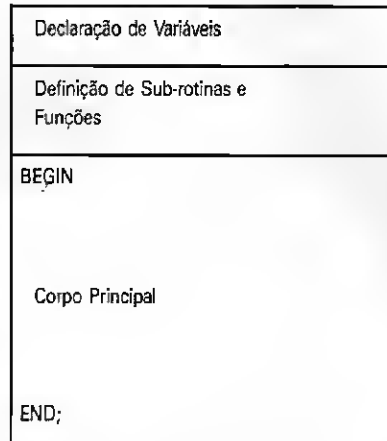 Declaração de Variáveis
Definição de Sub-rotinas e
Funções
BEGIN
Corpo Principal
END;